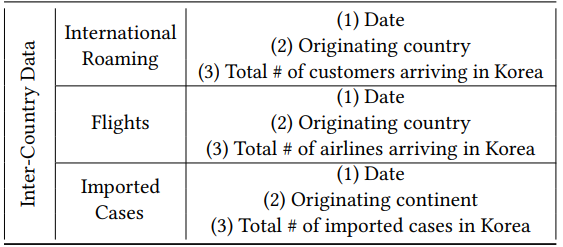 Inter-Country Data
International
Roaming
(1) Date
(2) Originating country
(3) Total # of customers arriving in Korea
Flights
(1) Date
(2) Originating country
(3) Total # of airlines arriving in Korea
Imported
Cases
(1) Date
(2) Originating continent
(3) Total # of imported cases in Korea